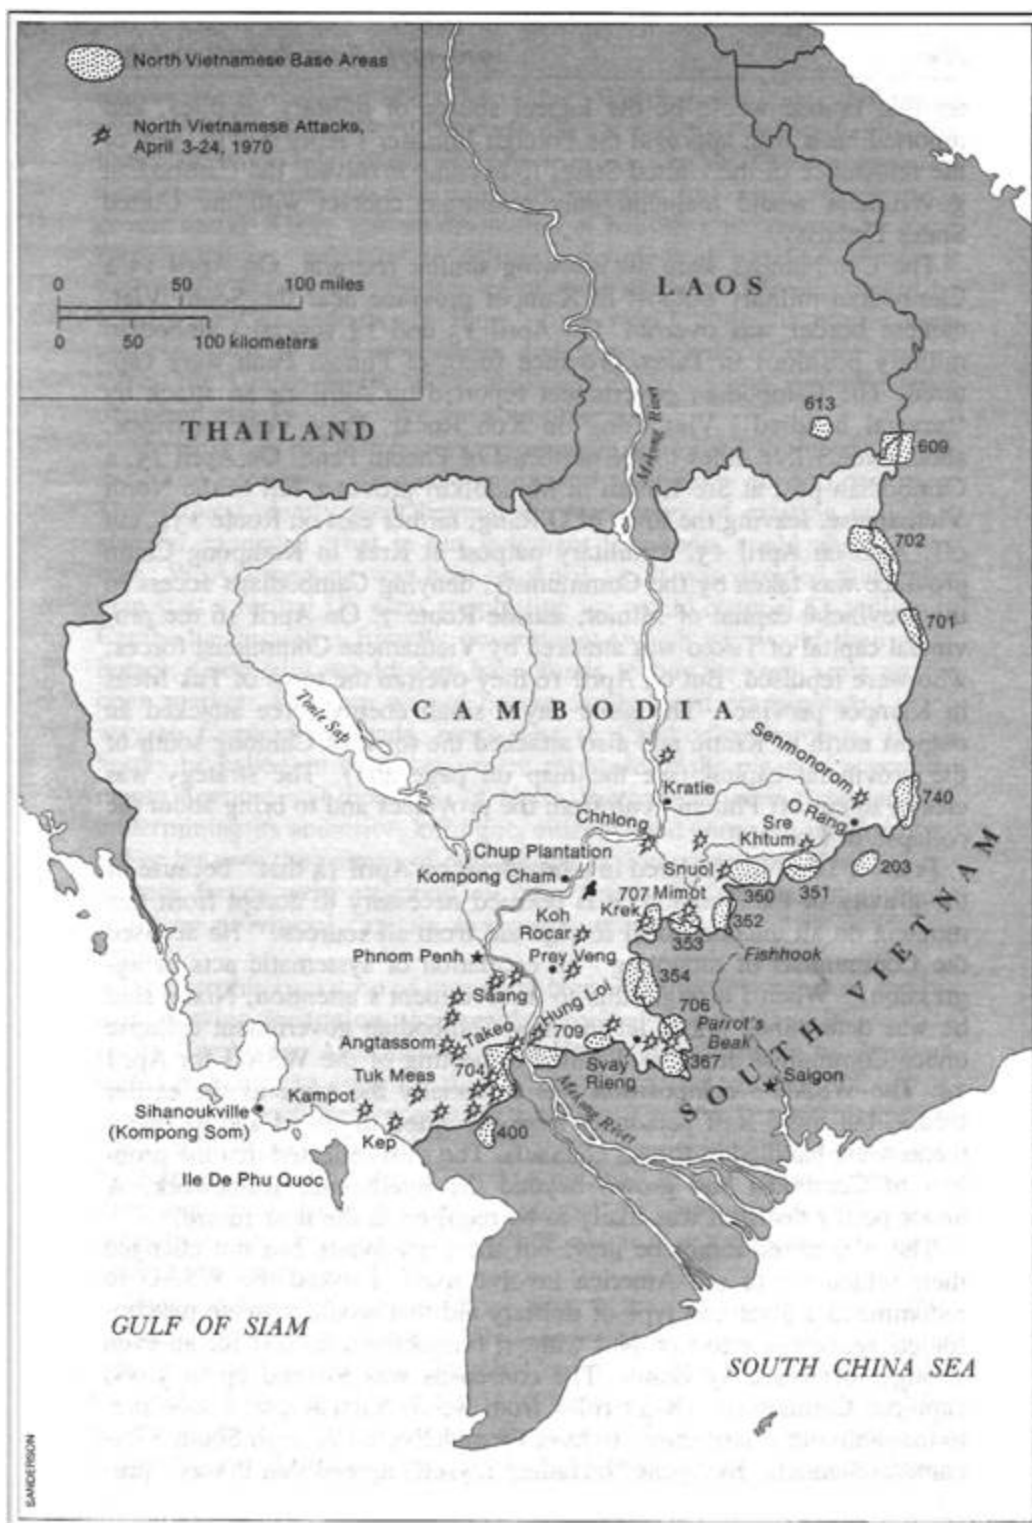 North Vietnamese Base Areas
North Vietnamese Attacks,
April 3-24, 1970
0 50 100 miles
0 50 100 kilometers
LAOS
Mekong River
THAILAND
613
609
702
701
Tonle Sap
CAMBODIA
Senmonorom
Kratie
O Rang
740
Chhlong
Sre
Khtum
Chup Plantation
Snuol
203
Kompong Cham
707 Mimot
350
351
Krek
352
Koh
Rocar
353
Fishhook
Phnom Penh
Prey Veng
354
Saang
Hung Loi
706
Parrot's
Beak
Angtassom
Takeo
709
367
704
Svay
Rieng
Saigon
Tuk Meas
Kampot
Sihanoukville
(Kompong Som)
Kep
400
Mekong River
SOUTH VIETNAM
Ile De Phu Quoc
GULF OF SIAM
SOUTH CHINA SEA
SANDERSON